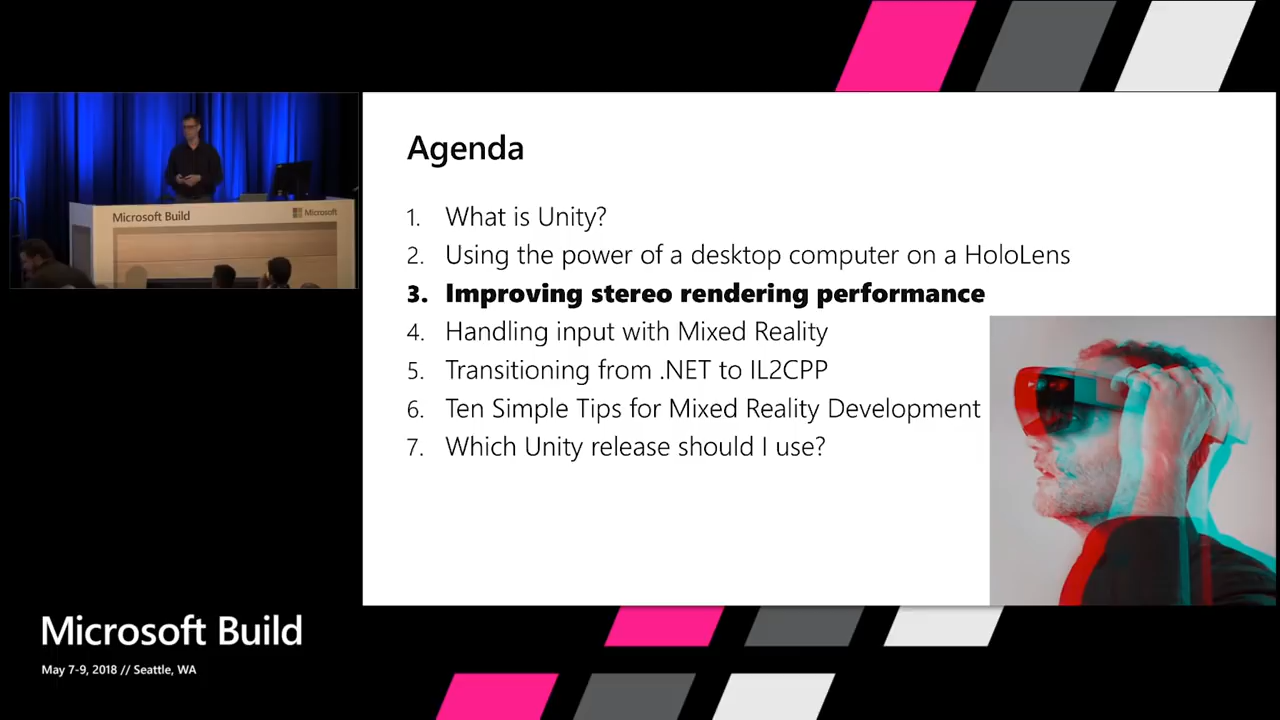 Microsoft Build
Microsoft
Agenda
1. What is Unity?
2. Using the power of a desktop computer on a HoloLens
3. Improving stereo rendering performance
4. Handling input with Mixed Reality
5. Transitioning from .NET to IL2CPP
6. Ten Simple Tips for Mixed Reality Development
7. Which Unity release should I use?
Microsoft Build
May 7-9, 2018 // Seattle, WA